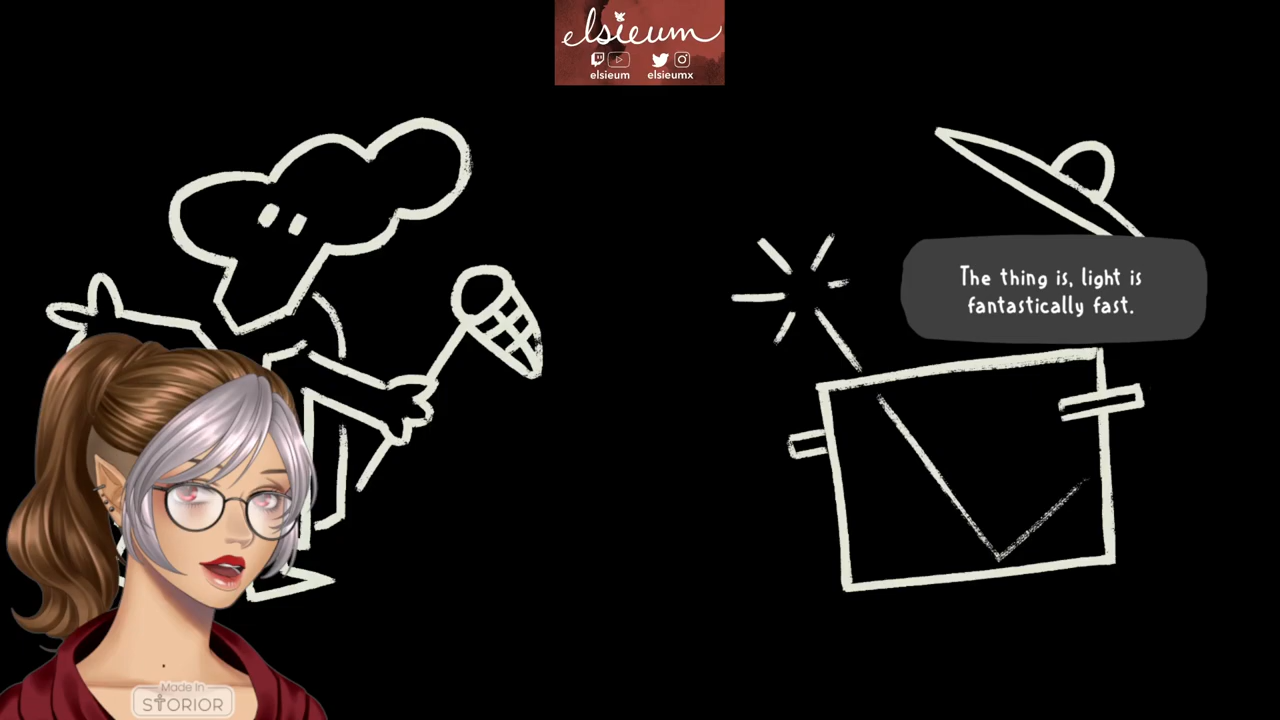 elsieum
elsieum
elsieumx
The thing is, light is
fantastically fast.
Made in
STORIOR